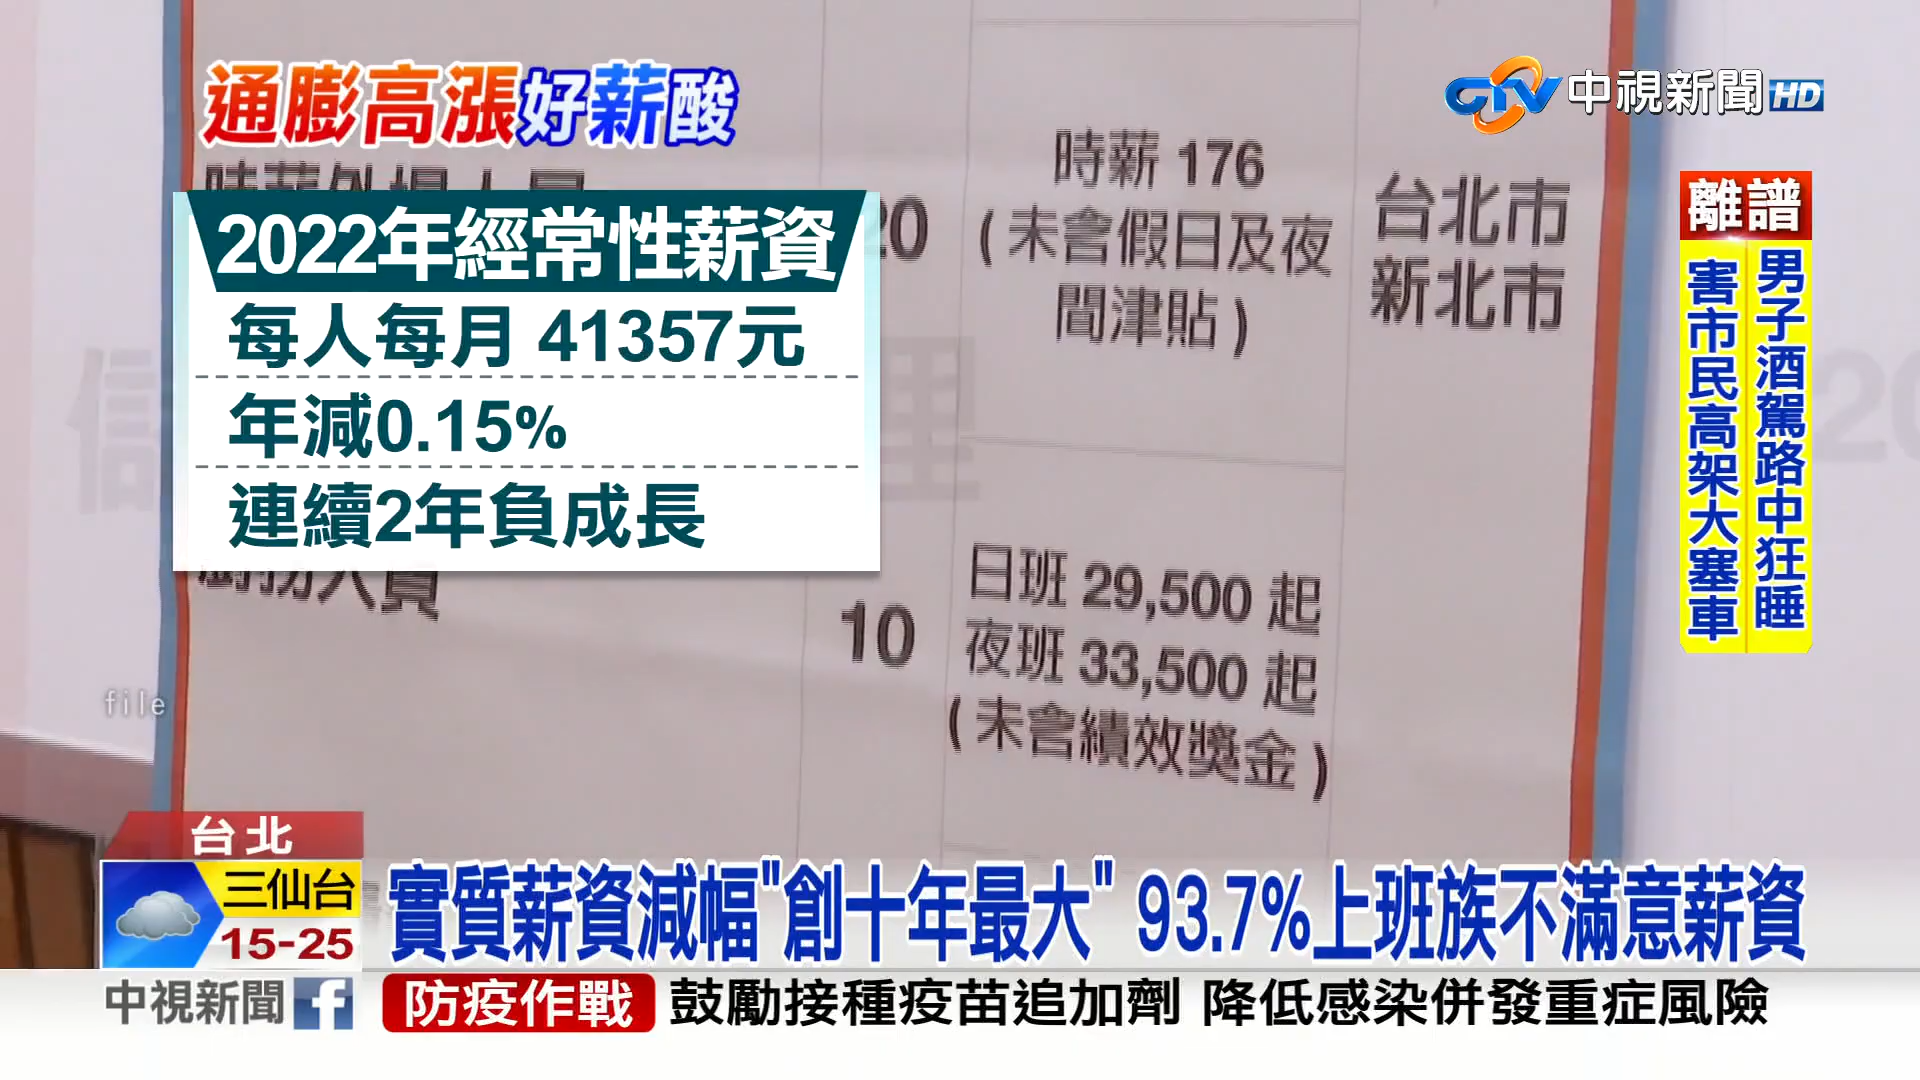 通膨高漲好薪酸
CTV中視新聞HD
2022年經常性薪資
每人每月 41357元
年減0.15%
連續2年負成長
時薪 176
(未含假日及夜
間津貼)
台北市
新北市
日班 29,500 起
10
夜班 33,500 起
(未含績效獎金)
離譜
男子酒駕路中狂睡
害市民高架大塞車
file
台北
三仙台
15-25
實質薪資減幅"創十年最大" 93.7%上班族不滿意薪資
中視新聞
防疫作戰
鼓勵接種疫苗追加劑 降低感染併發重症風險